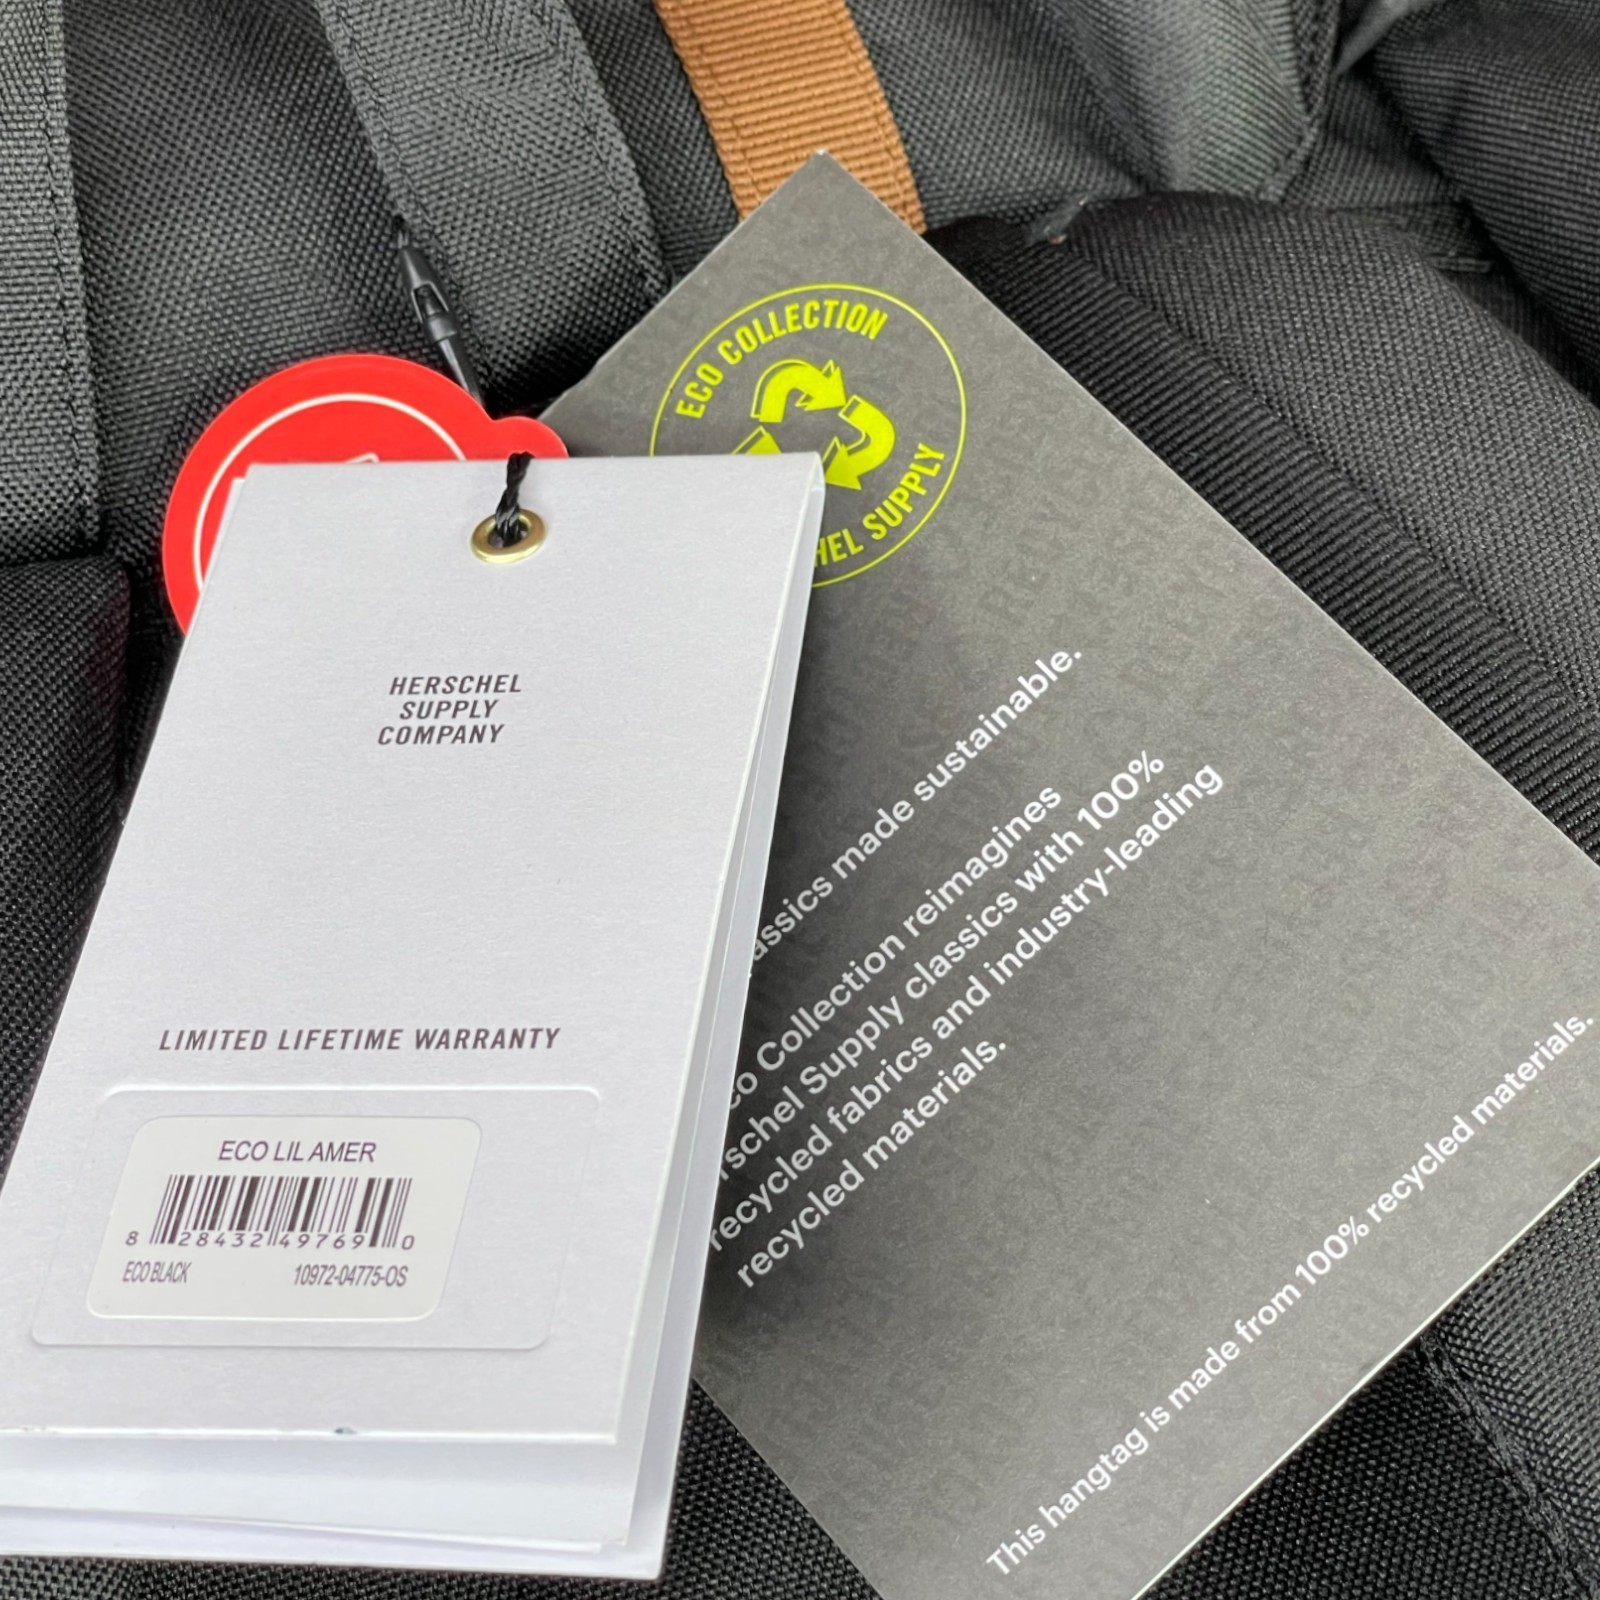 ECO COLLECTION
SUPPLY
HERSCHEL
SUPPLY
COMPANY
LIMITED LIFETIME WARRANTY
ECO LIL AMER
8 28432 49769 0
ECO BLACK 10972-04775-OS
assics made sustainable.
co Collection reimagines
rschel Supply classics with 100%
recycled fabrics and industry-leading
recycled materials.
This hangtag is made from 100% recycled materials.